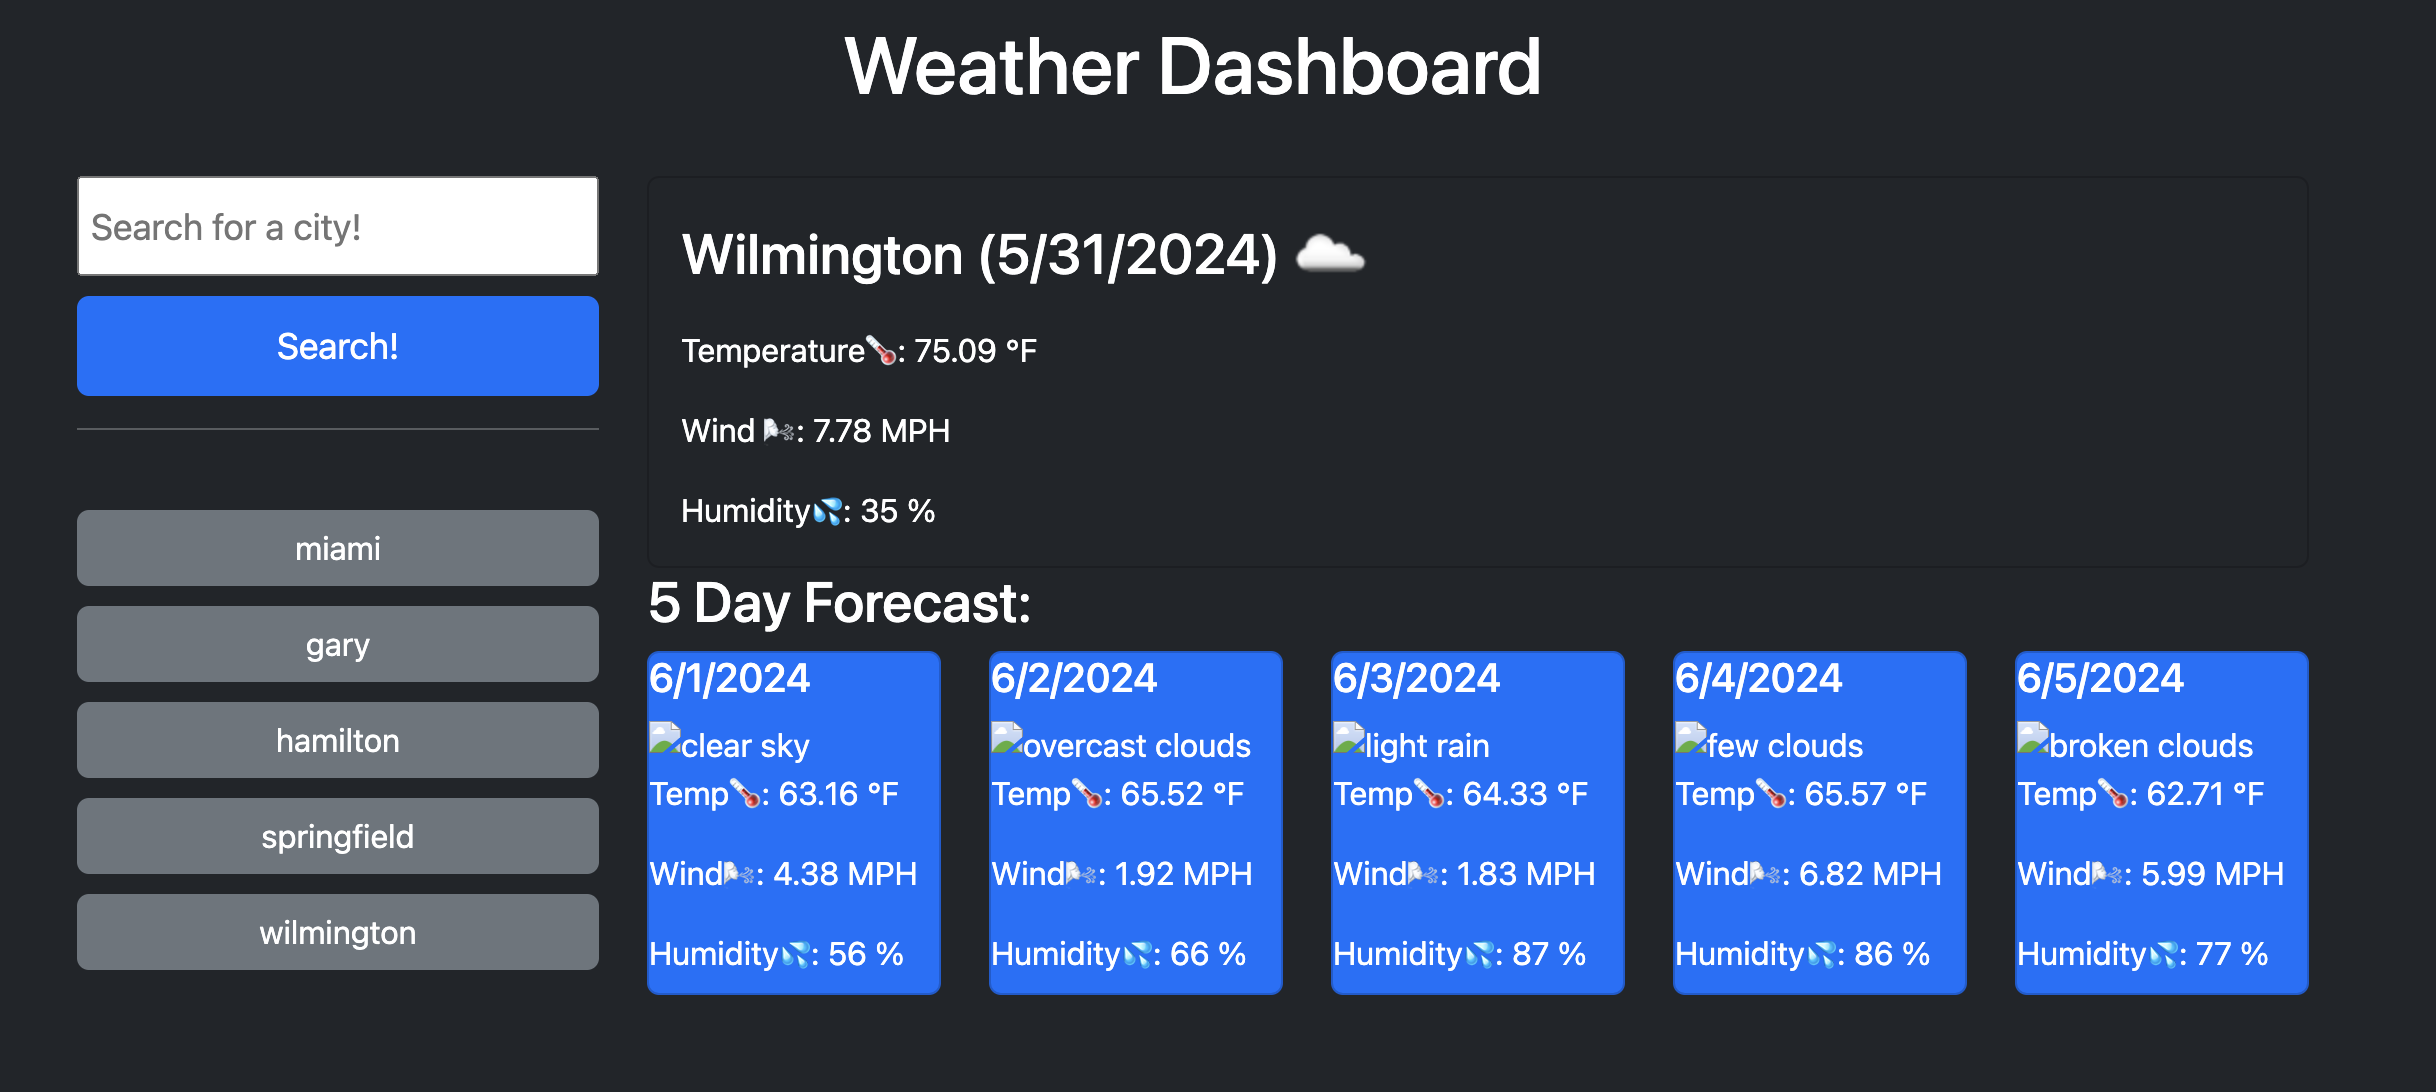 Weather Dashboard
Search for a city!
Search!
miami
gary
hamilton
springfield
wilmington
Wilmington (5/31/2024) ☁️
Temperature🌡️: 75.09 °F
Wind 🌬️: 7.78 MPH
Humidity💦: 35 %
5 Day Forecast:
6/1/2024
clear sky
Temp🌡️: 63.16 °F
Wind🌬️: 4.38 MPH
Humidity💦: 56 %
6/2/2024
overcast clouds
Temp🌡️: 65.52 °F
Wind🌬️: 1.92 MPH
Humidity💦: 66 %
6/3/2024
light rain
Temp🌡️: 64.33 °F
Wind🌬️: 1.83 MPH
Humidity💦: 87 %
6/4/2024
few clouds
Temp🌡️: 65.57 °F
Wind🌬️: 6.82 MPH
Humidity💦: 86 %
6/5/2024
broken clouds
Temp🌡️: 62.71 °F
Wind🌬️: 5.99 MPH
Humidity💦: 77 %